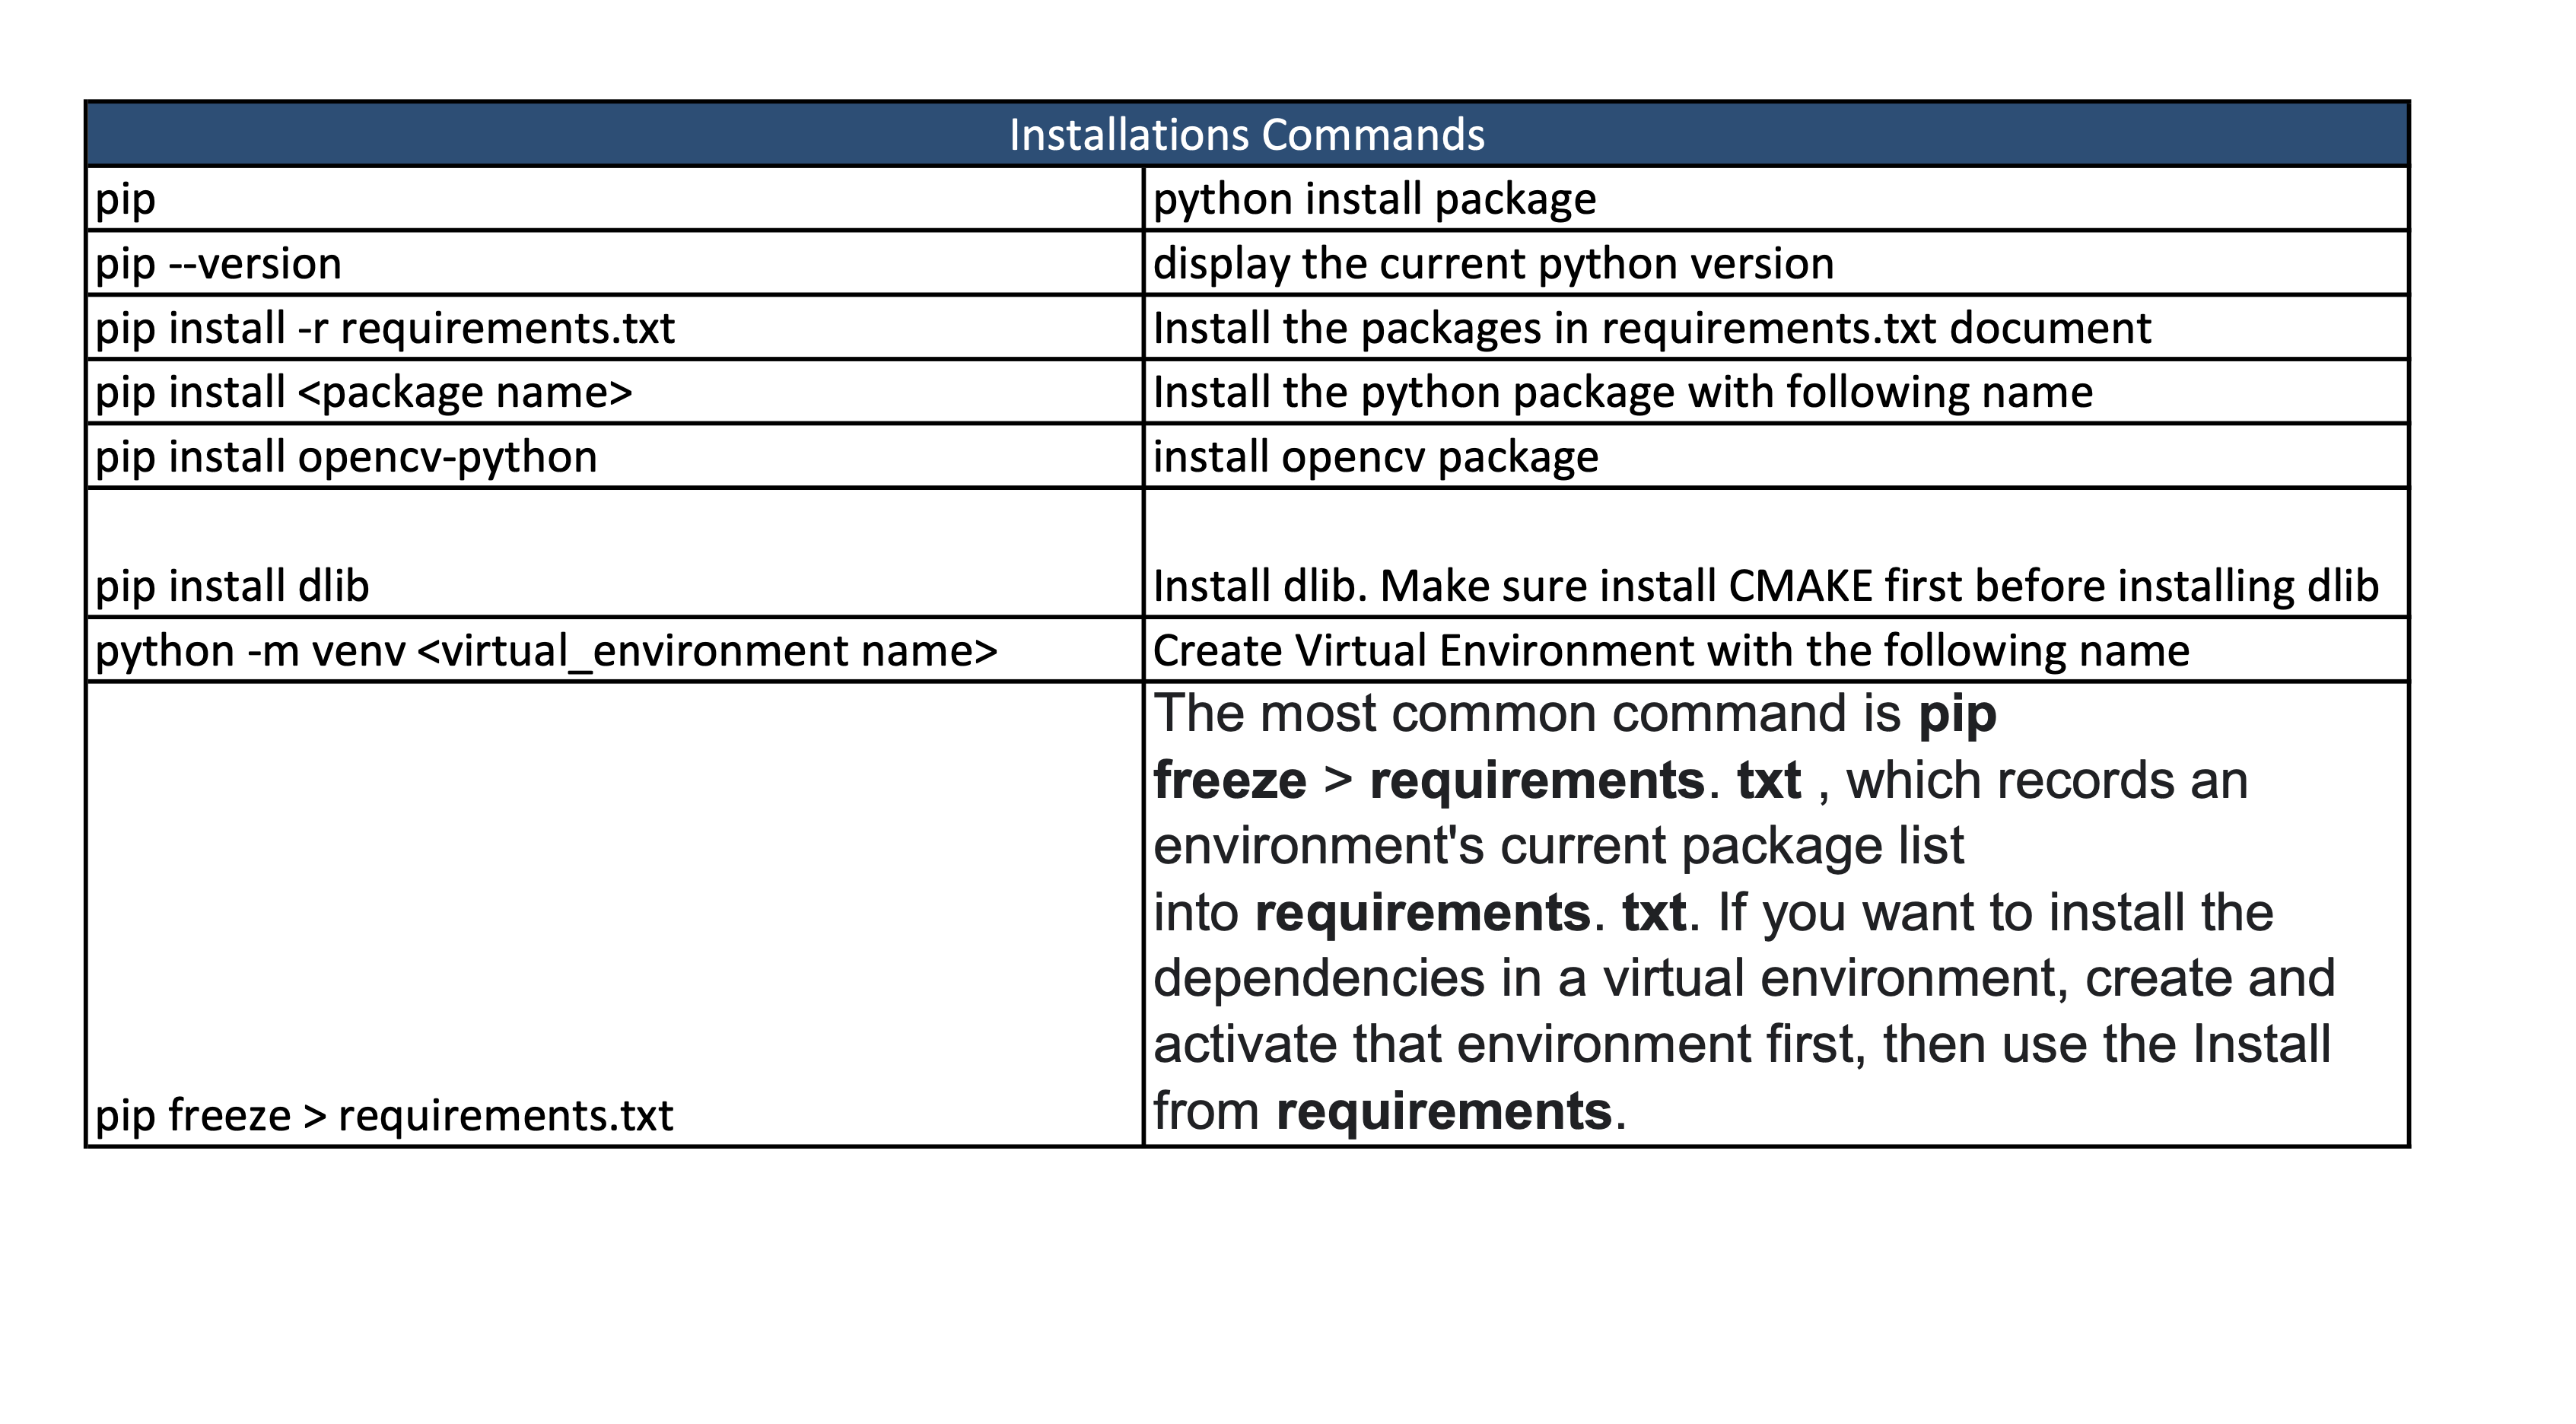 Installations Commands
pip python install package
pip --version display the current python version
pip install -r requirements.txt Install the packages in requirements.txt document
pip install <package name> Install the python package with following name
pip install opencv-python install opencv package
pip install dlib Install dlib. Make sure install CMAKE first before installing dlib
python -m venv <virtual_environment name> Create Virtual Environment with the following name
The most common command is pip
freeze > requirements. txt , which records an
environment's current package list
into requirements. txt. If you want to install the
dependencies in a virtual environment, create and
activate that environment first, then use the Install
pip freeze > requirements.txt from requirements.